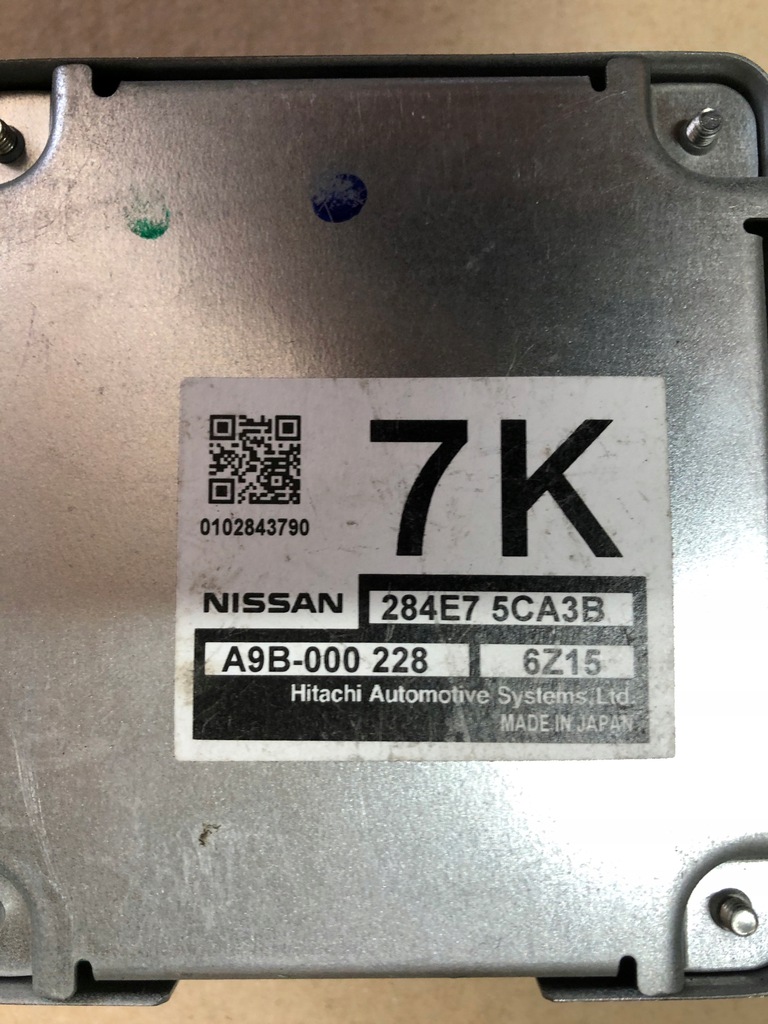 7K
0102843790
NISSAN 284E7 5CA3B
A9B-000 228 6Z15
Hitachi Automotive Systems,Ltd.
MADE IN JAPAN